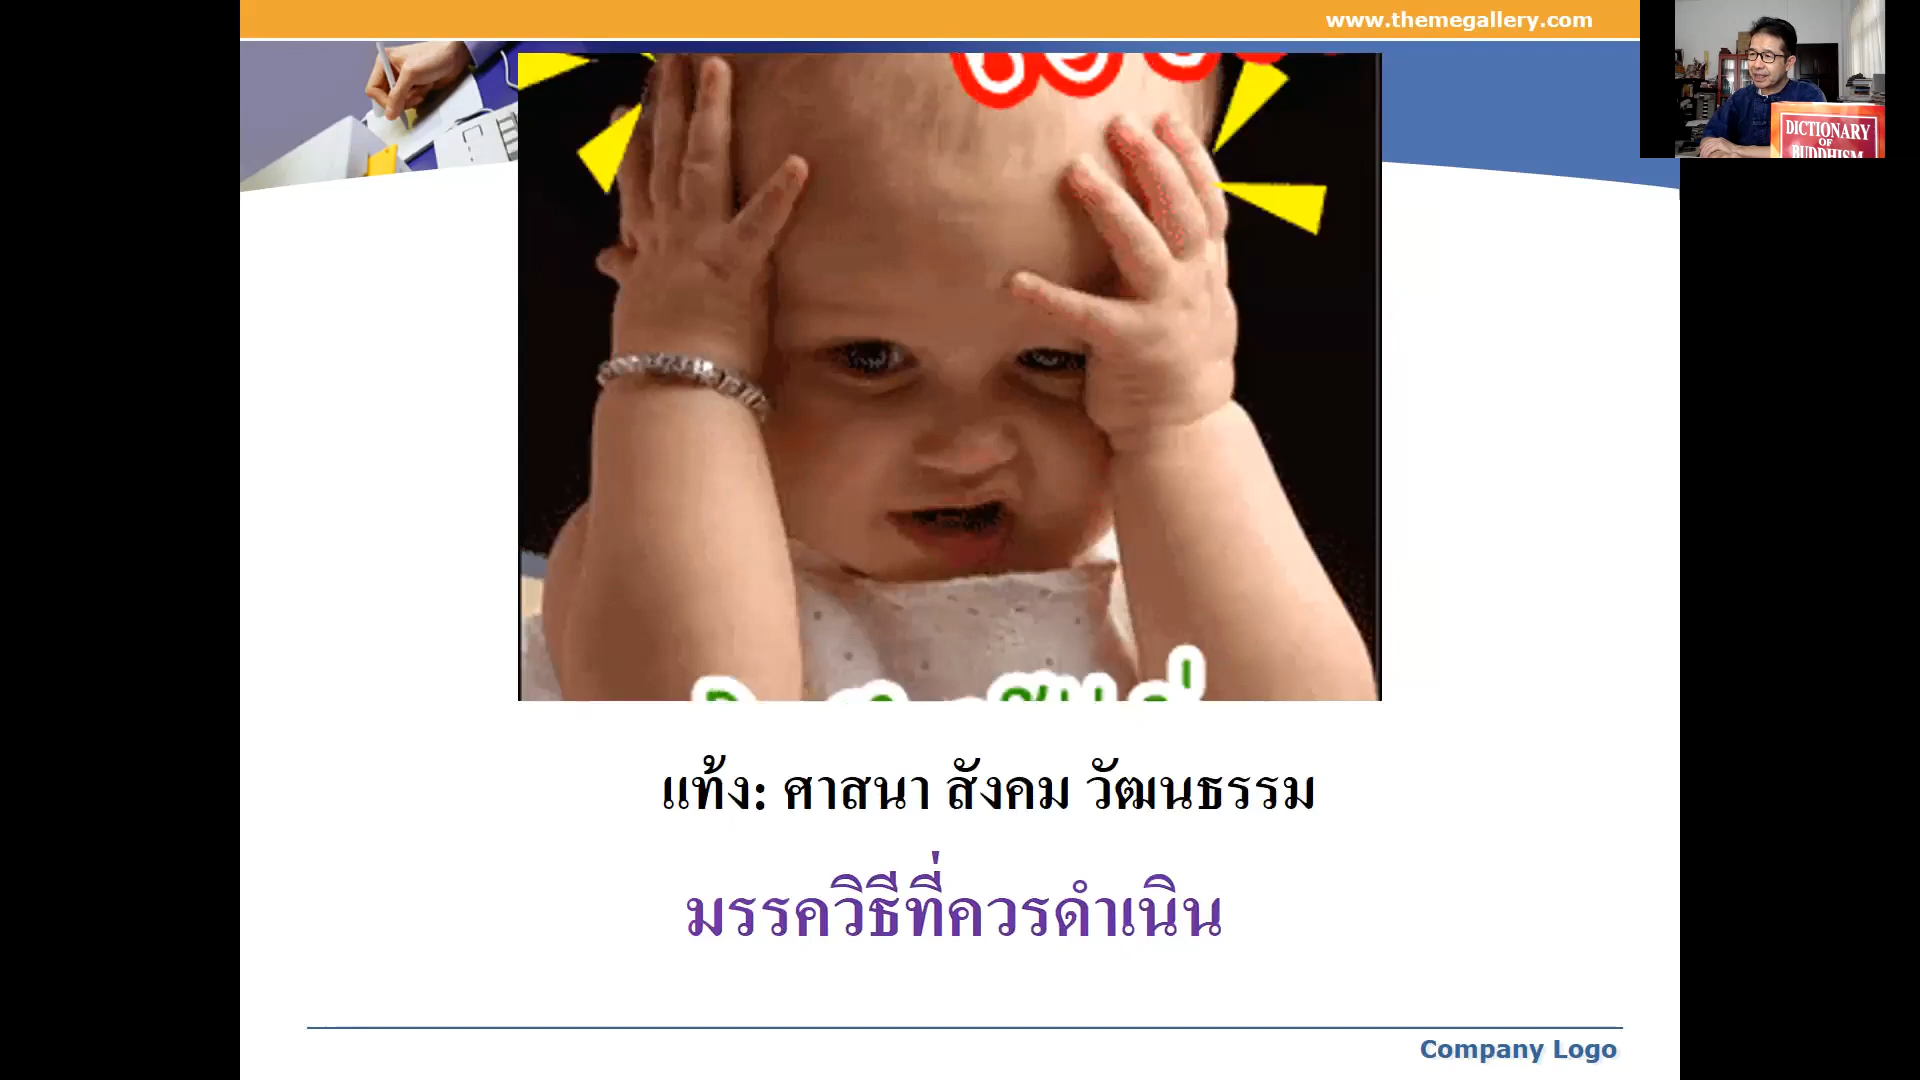 www.themegallery.com
DICTIONARY
OF
BUDDHISM
แท้ง: ศาสนา สังคม วัฒนธรรม
มรรควิธีที่ควรดำเนิน
Company Logo